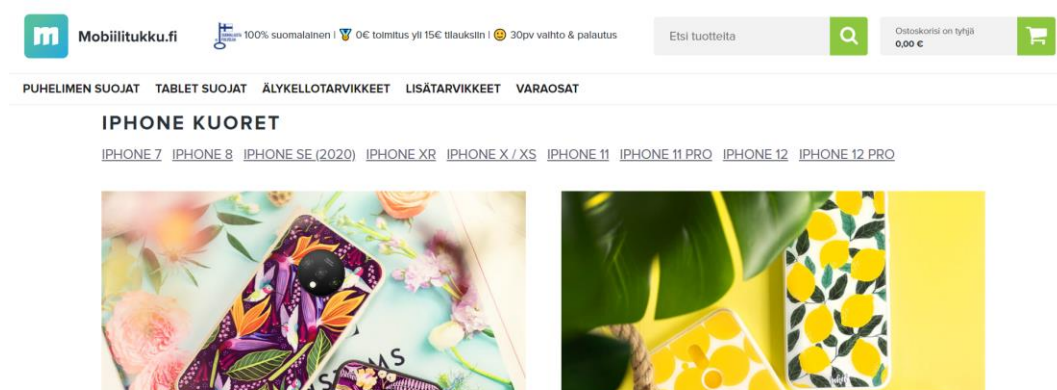 m Mobiilitukku.fi
100% suomalainen | 0€ toimitus yli 15€ tilauksiin | 30pv vaihto & palautus
Etsi tuotteita
Ostoskorisi on tyhjä
0,00 €
PUHELIMEN SUOJAT TABLET SUOJAT ÄLYKELLOTARVIKKEET LISÄTARVIKKEET VARAOSAT
IPHONE KUORET
IPHONE 7 IPHONE 8 IPHONE SE (2020) IPHONE XR IPHONE X / XS IPHONE 11 IPHONE 11 PRO IPHONE 12 IPHONE 12 PRO